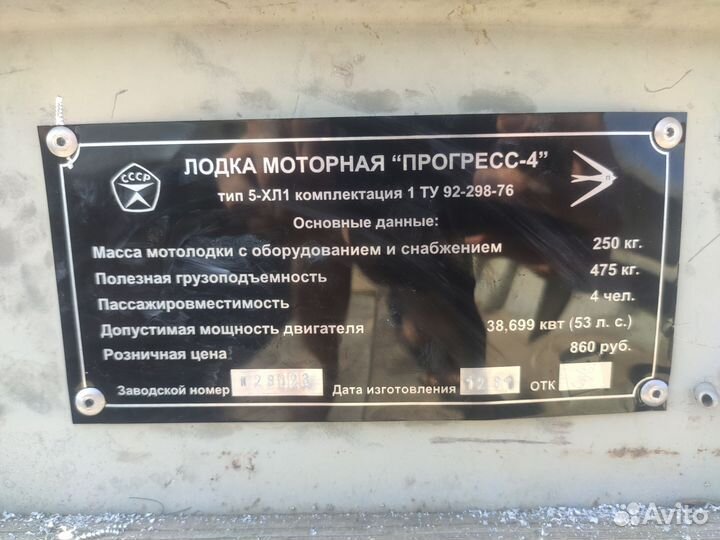 СССР
ЛОДКА МОТОРНАЯ “ПРОГРЕСС-4”
тип 5-ХЛ1 комплектация 1 ТУ 92-298-76
П
Основные данные:
Масса мотолодки с оборудованием и снабжением 250 кг.
Полезная грузоподъемность 475 кг.
Пассажировместимость 4 чел.
Допустимая мощность двигателя 38,699 квт (53 л. с.)
Розничная цена 860 руб.
Заводской номер Дата изготовления ОТК
Avito